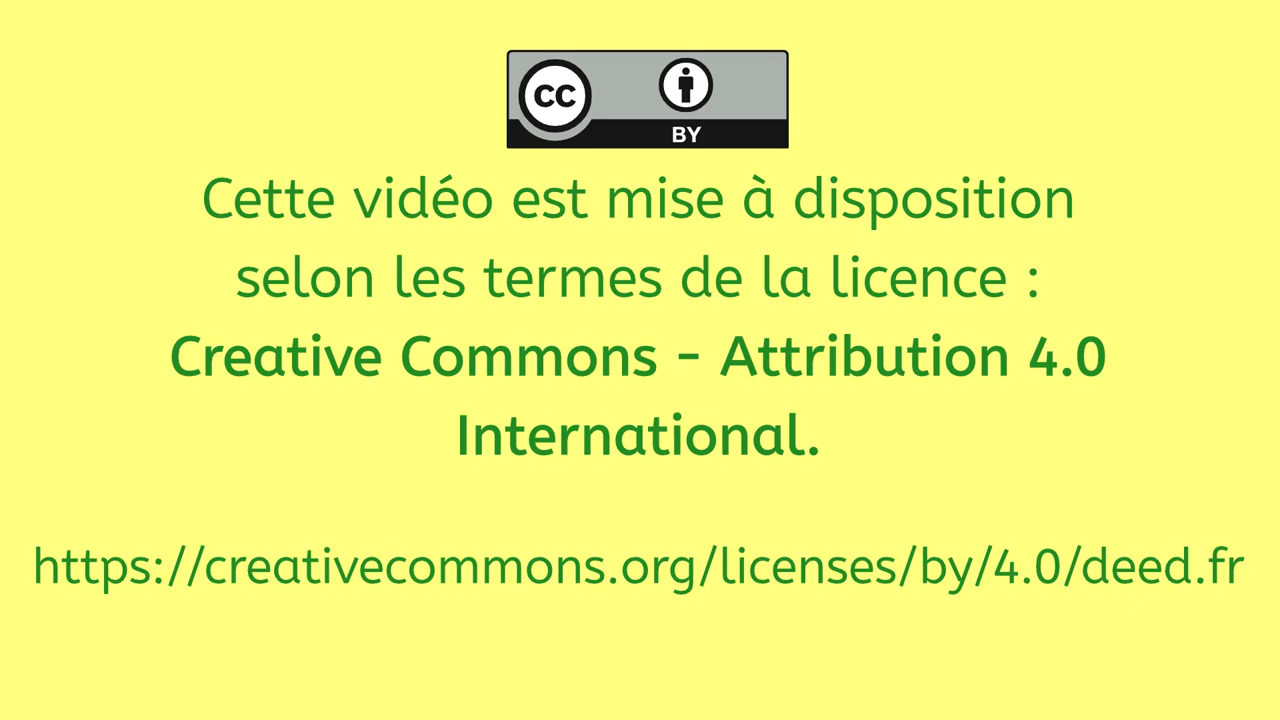 CC
BY
Cette vidéo est mise à disposition
selon les termes de la licence :
Creative Commons - Attribution 4.0
International.
https://creativecommons.org/licenses/by/4.0/deed.fr